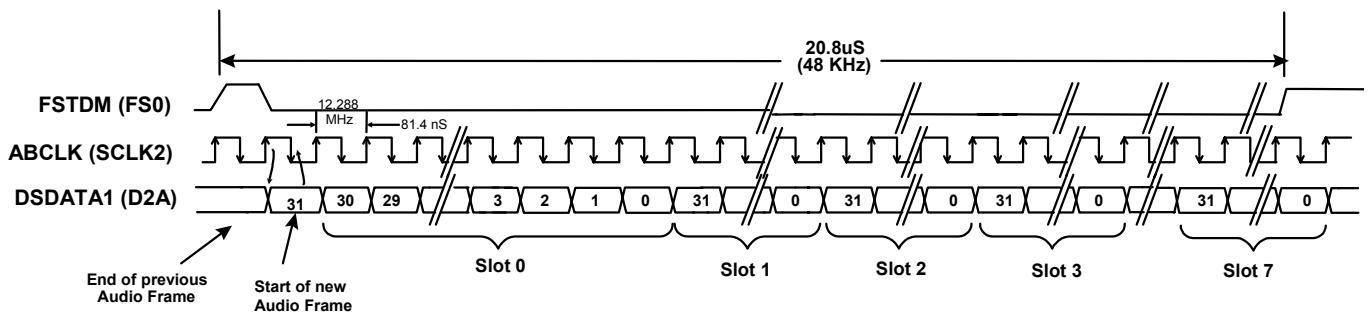 20.8uS
(48 KHz)
FSTDM (FS0)
12.288
MHz
81.4 nS
ABCLK (SCLK2)
DSDATA1 (D2A)
31 30 29 3 2 1 0 31 0 31 0 31 0 31 0
Slot 0 Slot 1 Slot 2 Slot 3 Slot 7
End of previous
Audio Frame
Start of new
Audio Frame